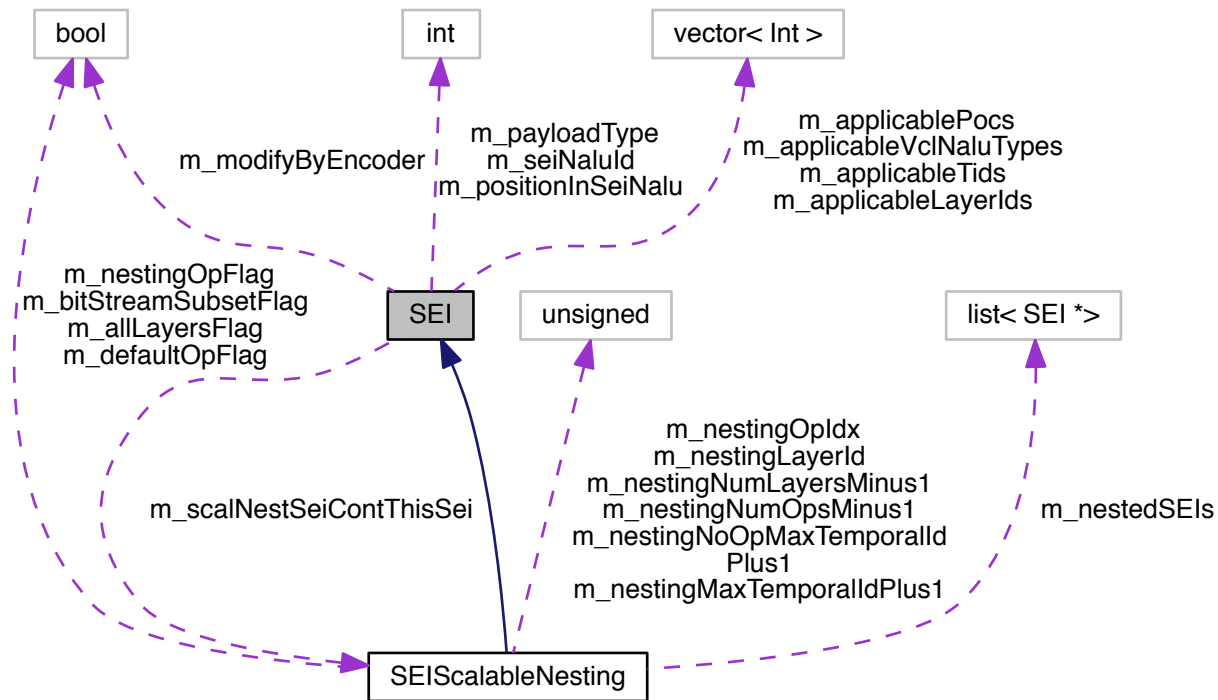 bool
int
vector< Int >
m_modifyByEncoder
m_payloadType
m_seiNaluId
m_positionInSeiNalu
m_applicablePocs
m_applicableVclNaluTypes
m_applicableTids
m_applicableLayerIds
m_nestingOpFlag
m_bitStreamSubsetFlag
m_allLayersFlag
m_defaultOpFlag
SEI
unsigned
list< SEI *>
m_scalNestSeiContThisSei
m_nestingOpIdx
m_nestingLayerId
m_nestingNumLayersMinus1
m_nestingNumOpsMinus1
m_nestingNoOpMaxTemporalId
Plus1
m_nestingMaxTemporalIdPlus1
m_nestedSEIs
SEIScalableNesting